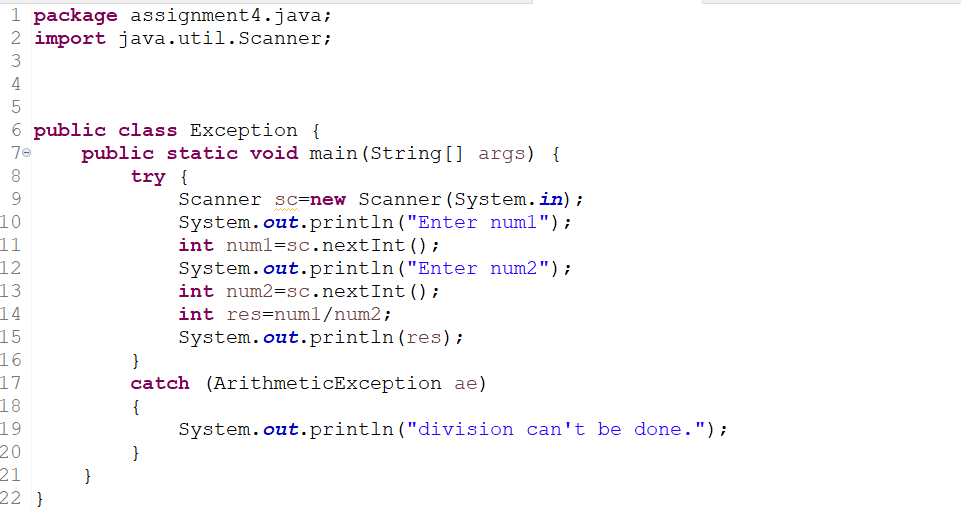 1 package assignment4.java;
2 import java.util.Scanner;
3
4
5
6 public class Exception {
7 public static void main(String[] args) {
8 try {
9 Scanner sc=new Scanner(System.in);
10 System.out.println("Enter num1");
11 int num1=sc.nextInt();
12 System.out.println("Enter num2");
13 int num2=sc.nextInt();
14 int res=num1/num2;
15 System.out.println(res);
16 }
17 catch (ArithmeticException ae)
18 {
19 System.out.println("division can't be done.");
20 }
21 }
22 }